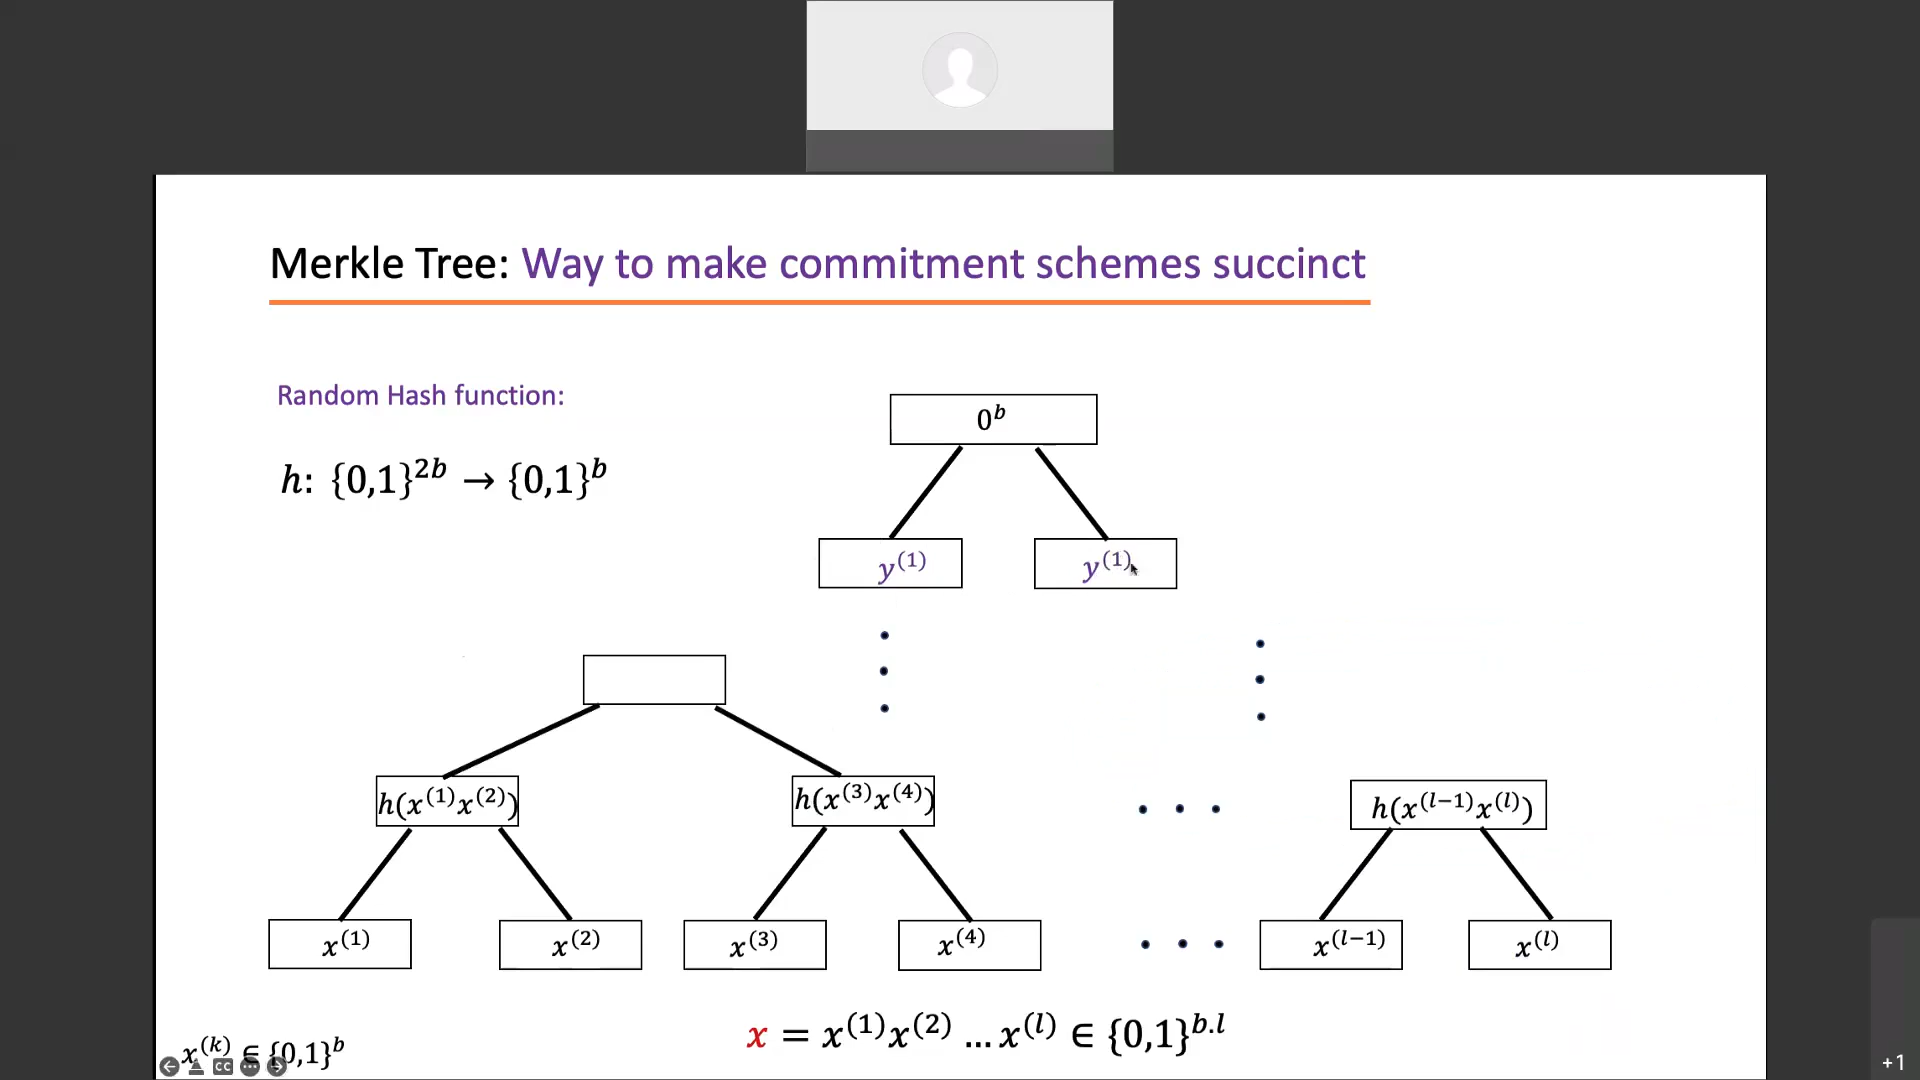 Merkle Tree: Way to make commitment schemes succinct
Random Hash function:
h: {0,1}^{2b} → {0,1}^b
0^b
y^{(1)} y^{(1)}
h(x^{(1)}x^{(2)}) h(x^{(3)}x^{(4)}) h(x^{(l-1)}x^{(l)})
x^{(1)} x^{(2)} x^{(3)} x^{(4)} x^{(l-1)} x^{(l)}
x = x^{(1)}x^{(2)} … x^{(l)} ∈ {0,1}^{b.l}
x^{(k)} ∈ {0,1}^b
CC
+1